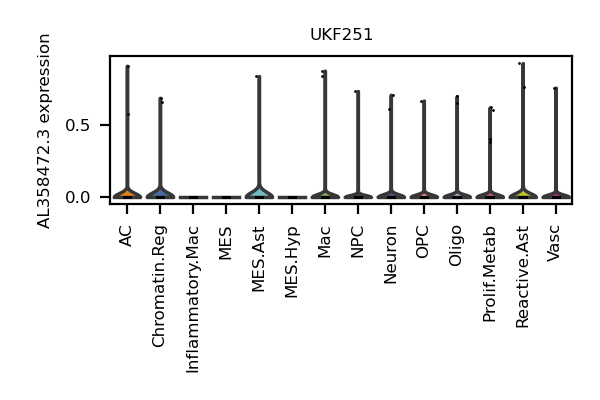 UKF251
AL358472.3 expression
0.5
0.0
AC
Chromatin.Reg
Inflammatory.Mac
MES
MES.Ast
MES.Hyp
Mac
NPC
Neuron
OPC
Oligo
Prolif.Metab
Reactive.Ast
Vasc